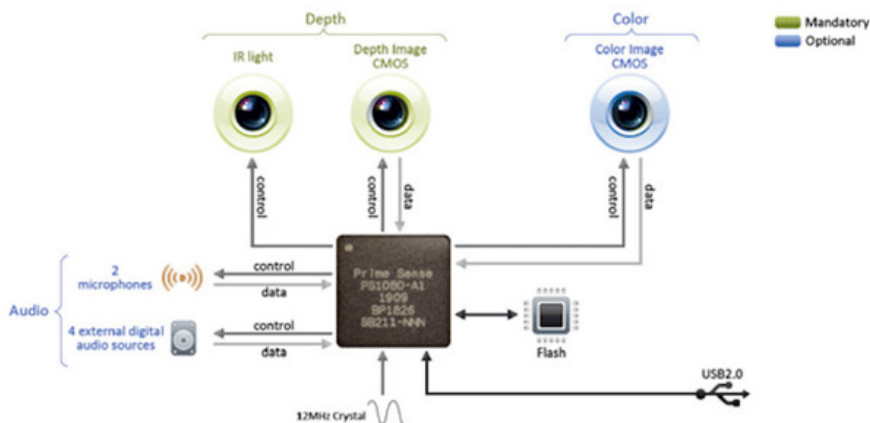 Depth
Color
Mandatory
Optional
IR light
Depth Image
CMOS
Color Image
CMOS
control
control
data
control
data
Audio
2
microphones
control
data
4 external digital
audio sources
control
data
Prime Sense
PS1080-A1
1909
BP1826
SB211-NNN
Flash
12MHz Crystal
USB2.0